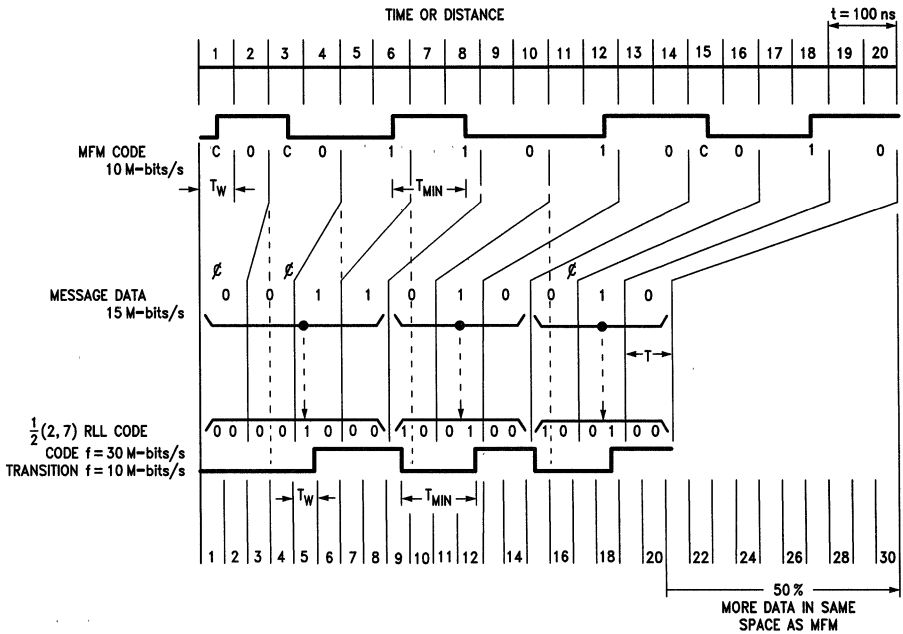 TIME OR DISTANCE
t = 100 ns
1 2 3 4 5 6 7 8 9 10 11 12 13 14 15 16 17 18 19 20
MFM CODE
10 M-bits/s
C 0 C 0 1 1 0 1 0 C 0 1 0
TW
TMIN
₡ ₡ ₡
MESSAGE DATA
15 M-bits/s
0 0 1 1 0 1 0 0 1 0
T
1/2 (2, 7) RLL CODE
CODE f = 30 M-bits/s
TRANSITION f = 10 M-bits/s
0 0 0 0 1 0 0 0 1 0 0 1 0 0 1 0 0 1 0 0
TW
TMIN
1 2 3 4 5 6 7 8 9 10 11 12 14 16 18 20 22 24 26 28 30
50%
MORE DATA IN SAME
SPACE AS MFM